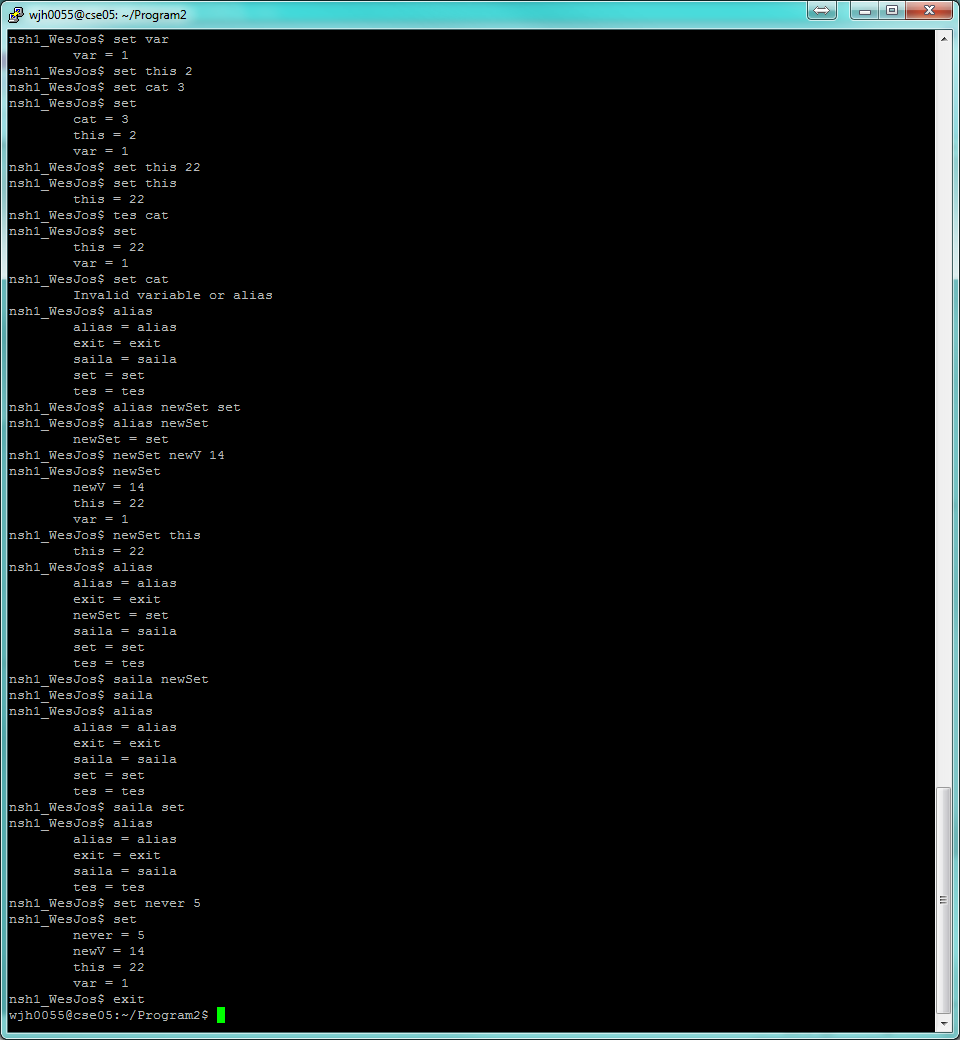 wjh0055@cse05: ~/Program2
nsh1_WesJos$ set var
        var = 1
nsh1_WesJos$ set this 2
nsh1_WesJos$ set cat 3
nsh1_WesJos$ set
        cat = 3
        this = 2
        var = 1
nsh1_WesJos$ set this 22
nsh1_WesJos$ set this
        this = 22
nsh1_WesJos$ tes cat
nsh1_WesJos$ set
        this = 22
        var = 1
nsh1_WesJos$ set cat
        Invalid variable or alias
nsh1_WesJos$ alias
        alias = alias
        exit = exit
        saila = saila
        set = set
        tes = tes
nsh1_WesJos$ alias newSet set
nsh1_WesJos$ alias newSet
        newSet = set
nsh1_WesJos$ newSet newV 14
nsh1_WesJos$ newSet
        newV = 14
        this = 22
        var = 1
nsh1_WesJos$ newSet this
        this = 22
nsh1_WesJos$ alias
        alias = alias
        exit = exit
        newSet = set
        saila = saila
        set = set
        tes = tes
nsh1_WesJos$ saila newSet
nsh1_WesJos$ saila
nsh1_WesJos$ alias
        alias = alias
        exit = exit
        saila = saila
        set = set
        tes = tes
nsh1_WesJos$ saila set
nsh1_WesJos$ alias
        alias = alias
        exit = exit
        saila = saila
        tes = tes
nsh1_WesJos$ set never 5
nsh1_WesJos$ set
        never = 5
        newV = 14
        this = 22
        var = 1
nsh1_WesJos$ exit
wjh0055@cse05:~/Program2$